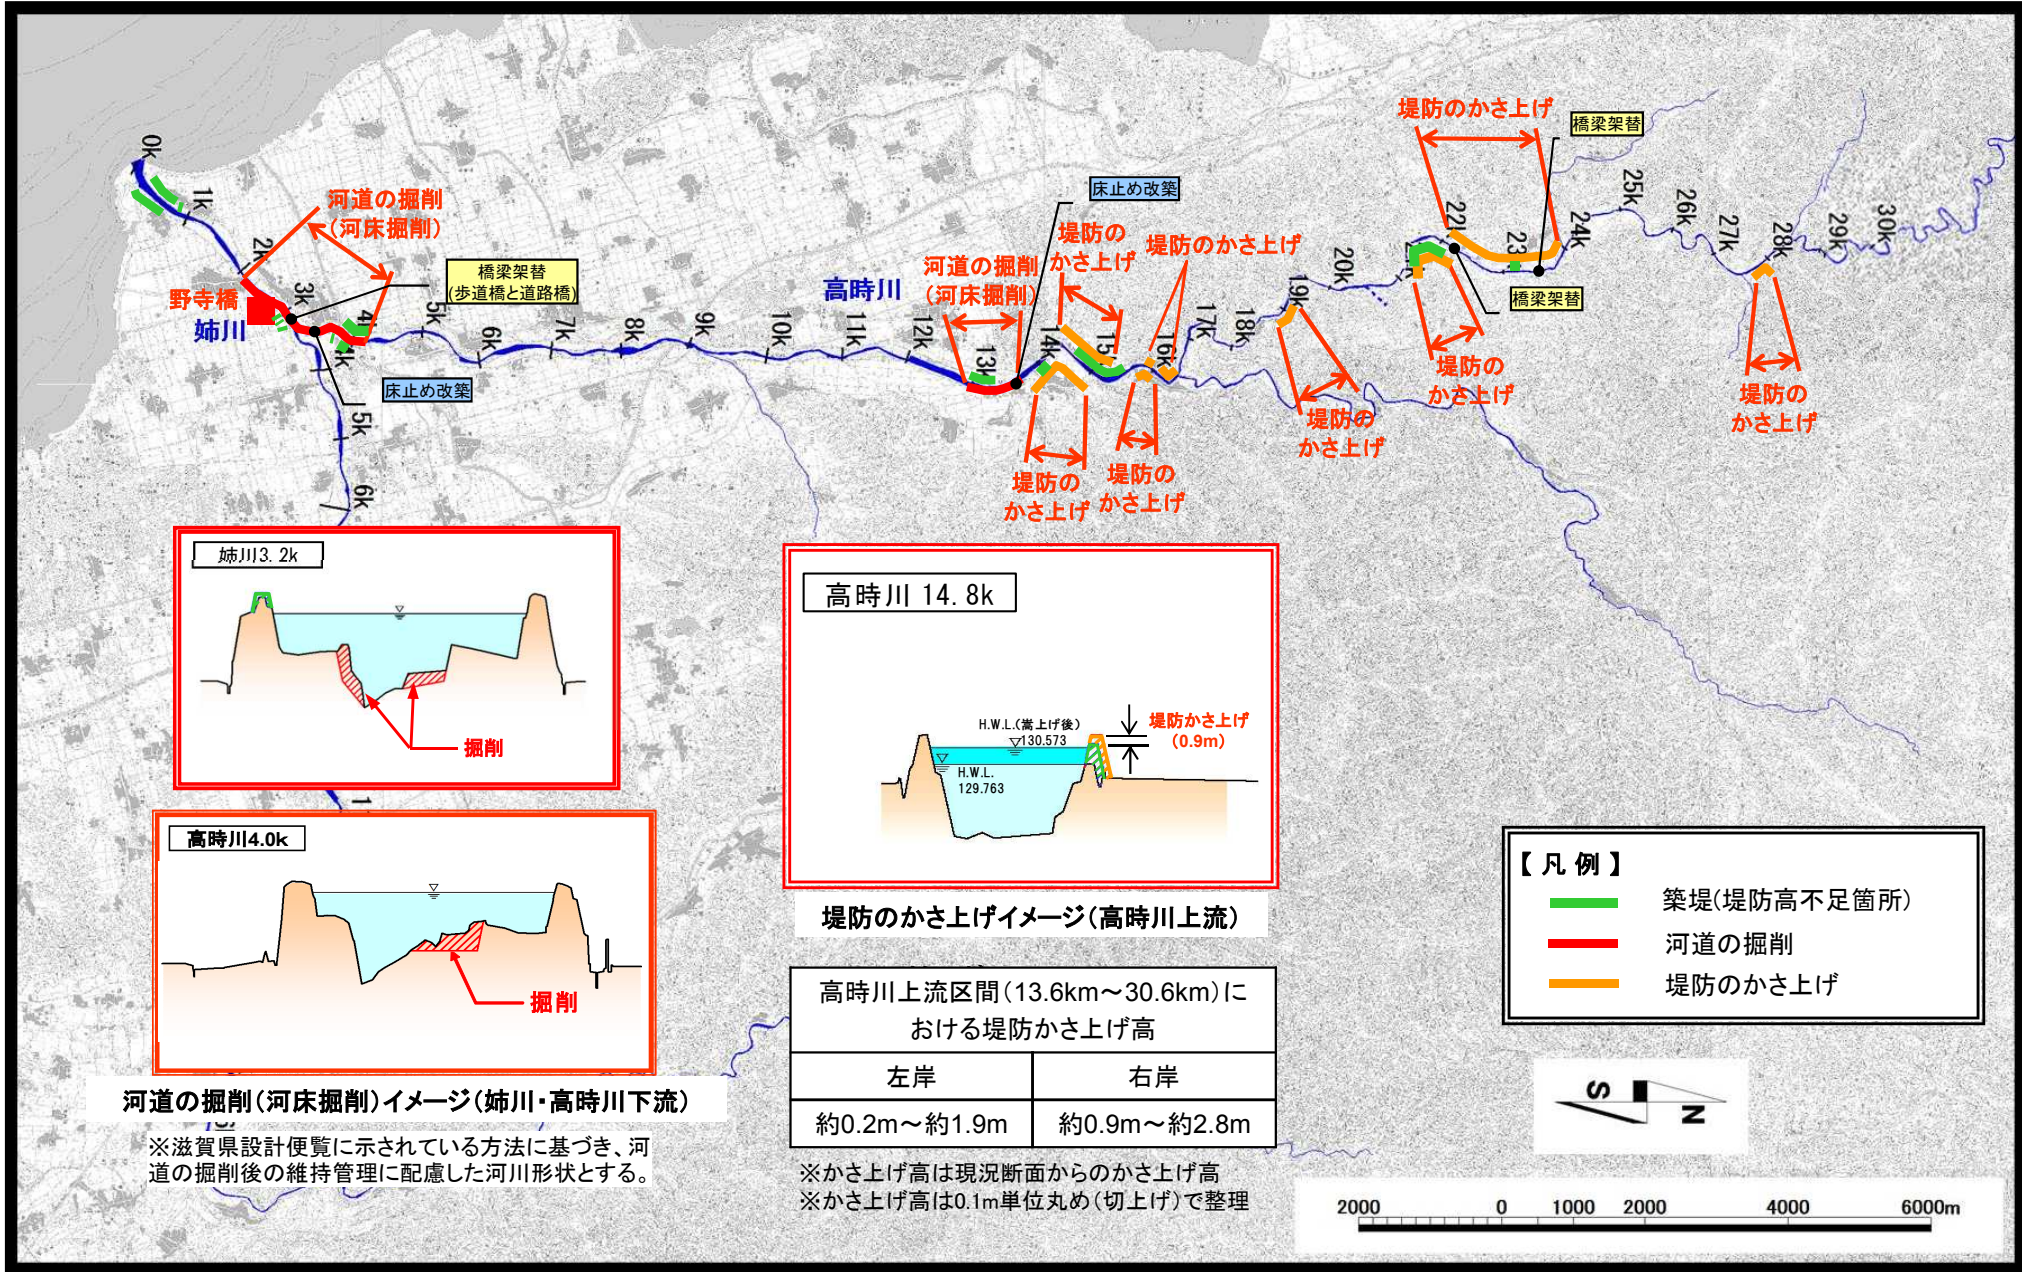 0k
1k
2k
3k
4k
4k
5k
5k
6k
6k
7k
8k
9k
10k
11k
12k
13k
14k
15
16k
17k
18k
19k
20k
22
23
24k
25k
26k
27k
28k
29k
30k
河道の掘削
(河床掘削)
野寺橋
姉川
橋梁架替
(歩道橋と道路橋)
床止め改築
高時川
河道の掘削
(河床掘削)
床止め改築
堤防の
かさ上げ
堤防のかさ上げ
堤防の
かさ上げ
堤防の
かさ上げ
堤防の
かさ上げ
堤防のかさ上げ
橋梁架替
橋梁架替
堤防の
かさ上げ
堤防の
かさ上げ
姉川3.2k
掘削
高時川4.0k
掘削
河道の掘削(河床掘削)イメージ(姉川・高時川下流)
※滋賀県設計便覧に示されている方法に基づき、河
道の掘削後の維持管理に配慮した河川形状とする。
高時川 14.8k
H.W.L.(嵩上げ後)
130.573
H.W.L.
129.763
堤防かさ上げ
(0.9m)
堤防のかさ上げイメージ(高時川上流)
高時川上流区間(13.6km～30.6km)に
おける堤防かさ上げ高
左岸 右岸
約0.2m～約1.9m 約0.9m～約2.8m
※かさ上げ高は現況断面からのかさ上げ高
※かさ上げ高は0.1m単位丸め(切上げ)で整理
【凡例】
築堤(堤防高不足箇所)
河道の掘削
堤防のかさ上げ
S N
2000 0 1000 2000 4000 6000m